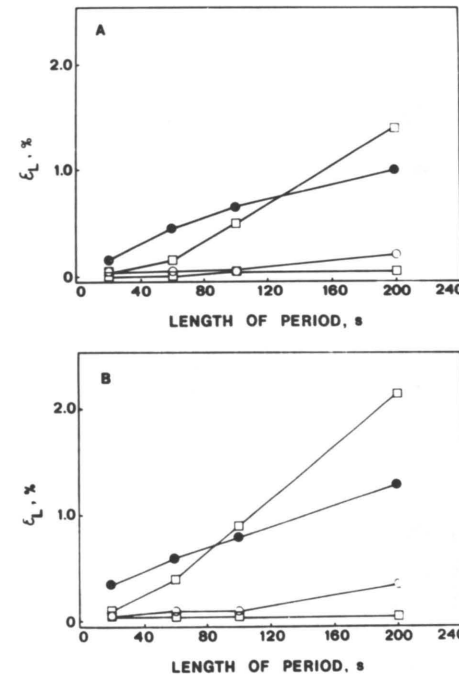 A
2.0
1.0
0
ε_L, %
0 40 80 120 160 200 240
LENGTH OF PERIOD, s
B
2.0
1.0
0
ε_L, %
0 40 80 120 160 200 240
LENGTH OF PERIOD, s